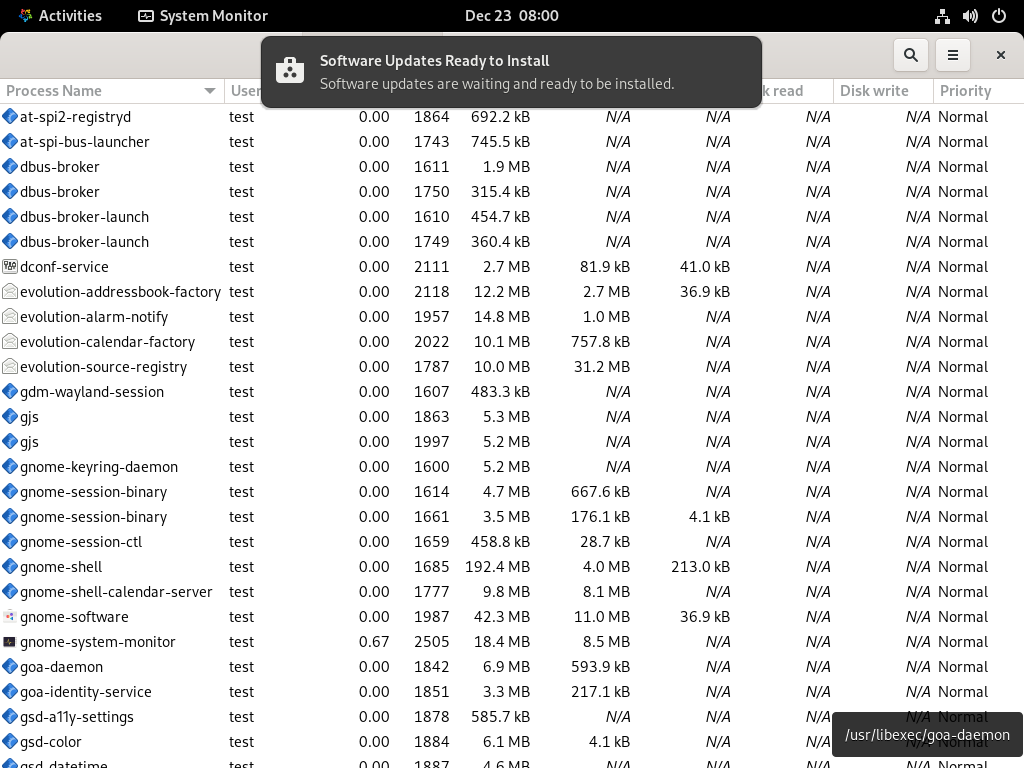 Activities System Monitor Dec 23 08:00
Software Updates Ready to Install
Software updates are waiting and ready to be installed.
Process Name User k read Disk write Priority
at-spi2-registryd test 0.00 1864 692.2 kB N/A N/A N/A N/A Normal
at-spi-bus-launcher test 0.00 1743 745.5 kB N/A N/A N/A N/A Normal
dbus-broker test 0.00 1611 1.9 MB N/A N/A N/A N/A Normal
dbus-broker test 0.00 1750 315.4 kB N/A N/A N/A N/A Normal
dbus-broker-launch test 0.00 1610 454.7 kB N/A N/A N/A N/A Normal
dbus-broker-launch test 0.00 1749 360.4 kB N/A N/A N/A N/A Normal
dconf-service test 0.00 2111 2.7 MB 81.9 kB 41.0 kB N/A N/A Normal
evolution-addressbook-factory test 0.00 2118 12.2 MB 2.7 MB 36.9 kB N/A N/A Normal
evolution-alarm-notify test 0.00 1957 14.8 MB 1.0 MB N/A N/A N/A Normal
evolution-calendar-factory test 0.00 2022 10.1 MB 757.8 kB N/A N/A N/A Normal
evolution-source-registry test 0.00 1787 10.0 MB 31.2 MB N/A N/A N/A Normal
gdm-wayland-session test 0.00 1607 483.3 kB N/A N/A N/A N/A Normal
gjs test 0.00 1863 5.3 MB N/A N/A N/A N/A Normal
gjs test 0.00 1997 5.2 MB N/A N/A N/A N/A Normal
gnome-keyring-daemon test 0.00 1600 5.2 MB N/A N/A N/A N/A Normal
gnome-session-binary test 0.00 1614 4.7 MB 667.6 kB N/A N/A N/A Normal
gnome-session-binary test 0.00 1661 3.5 MB 176.1 kB 4.1 kB N/A N/A Normal
gnome-session-ctl test 0.00 1659 458.8 kB 28.7 kB N/A N/A N/A Normal
gnome-shell test 0.00 1685 192.4 MB 4.0 MB 213.0 kB N/A N/A Normal
gnome-shell-calendar-server test 0.00 1777 9.8 MB 8.1 MB N/A N/A N/A Normal
gnome-software test 0.00 1987 42.3 MB 11.0 MB 36.9 kB N/A N/A Normal
gnome-system-monitor test 0.67 2505 18.4 MB 8.5 MB N/A N/A N/A Normal
goa-daemon test 0.00 1842 6.9 MB 593.9 kB N/A N/A N/A Normal
goa-identity-service test 0.00 1851 3.3 MB 217.1 kB N/A N/A N/A Normal
gsd-a11y-settings test 0.00 1878 585.7 kB N/A N/A N/A N/A Normal
/usr/libexec/goa-daemon
gsd-color test 0.00 1884 6.1 MB 4.1 kB N/A N/A N/A Normal
gsd-datetime test 0.00 1887 4.6 MB N/A N/A N/A N/A Normal